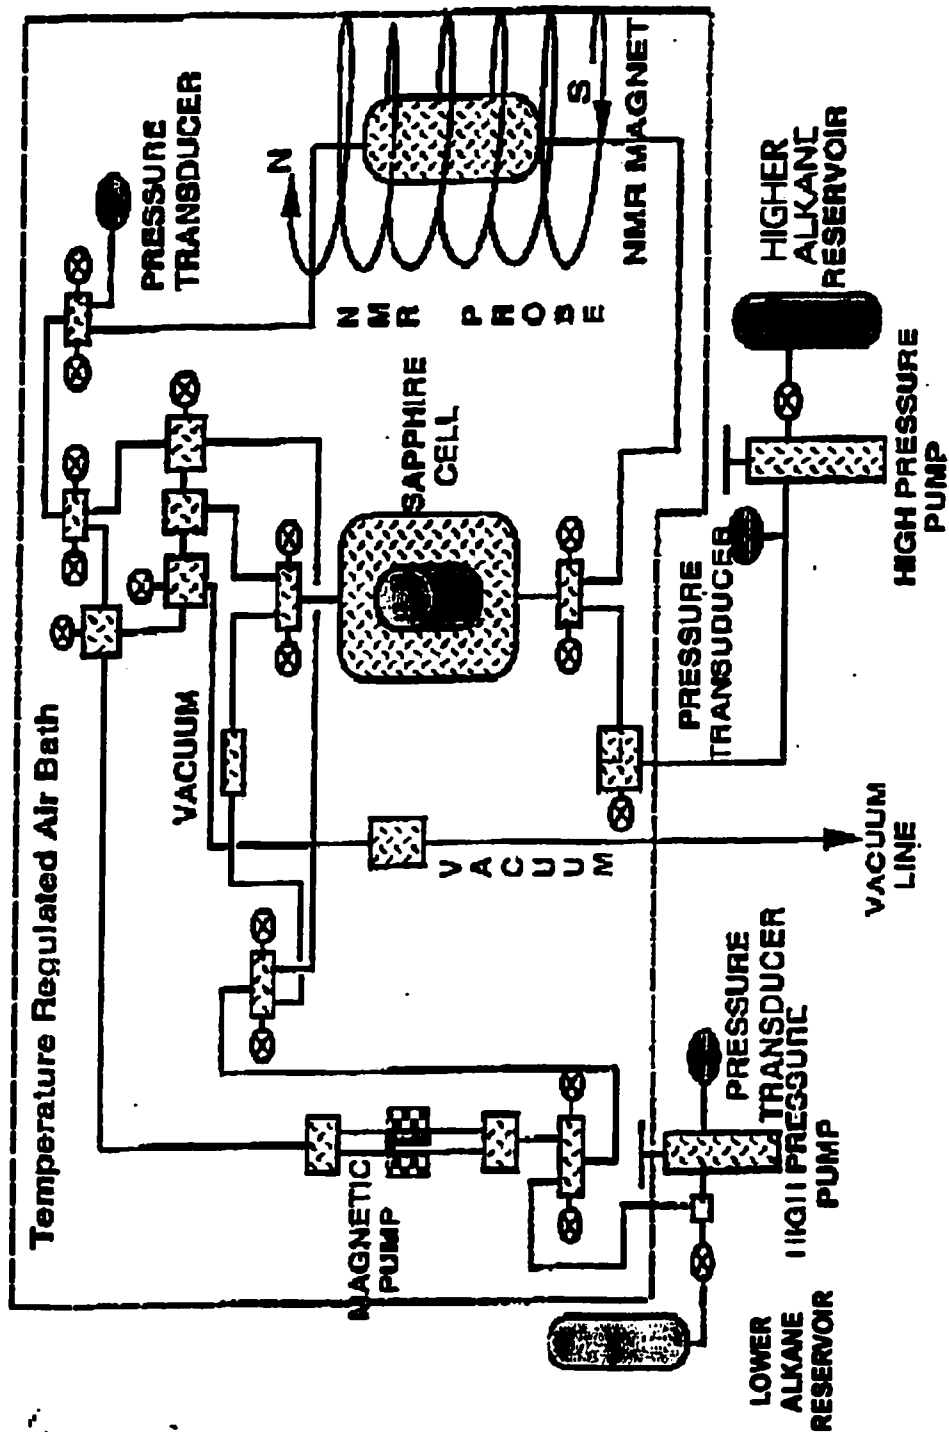 Temperature Regulated Air Bath
PRESSURE
TRANSDUCER
N
S
NMR MAGNET
NMR PROBE
HIGHER
ALKANE
RESERVOIR
SAPPHIRE
CELL
HIGH PRESSURE
PUMP
PRESSURE
TRANSDUCER
VACUUM
VACUUM
VACUUM
LINE
MAGNETIC
PUMP
PRESSURE
TRANSDUCER
HIGH PRESSURE
PUMP
LOWER
ALKANE
RESERVOIR